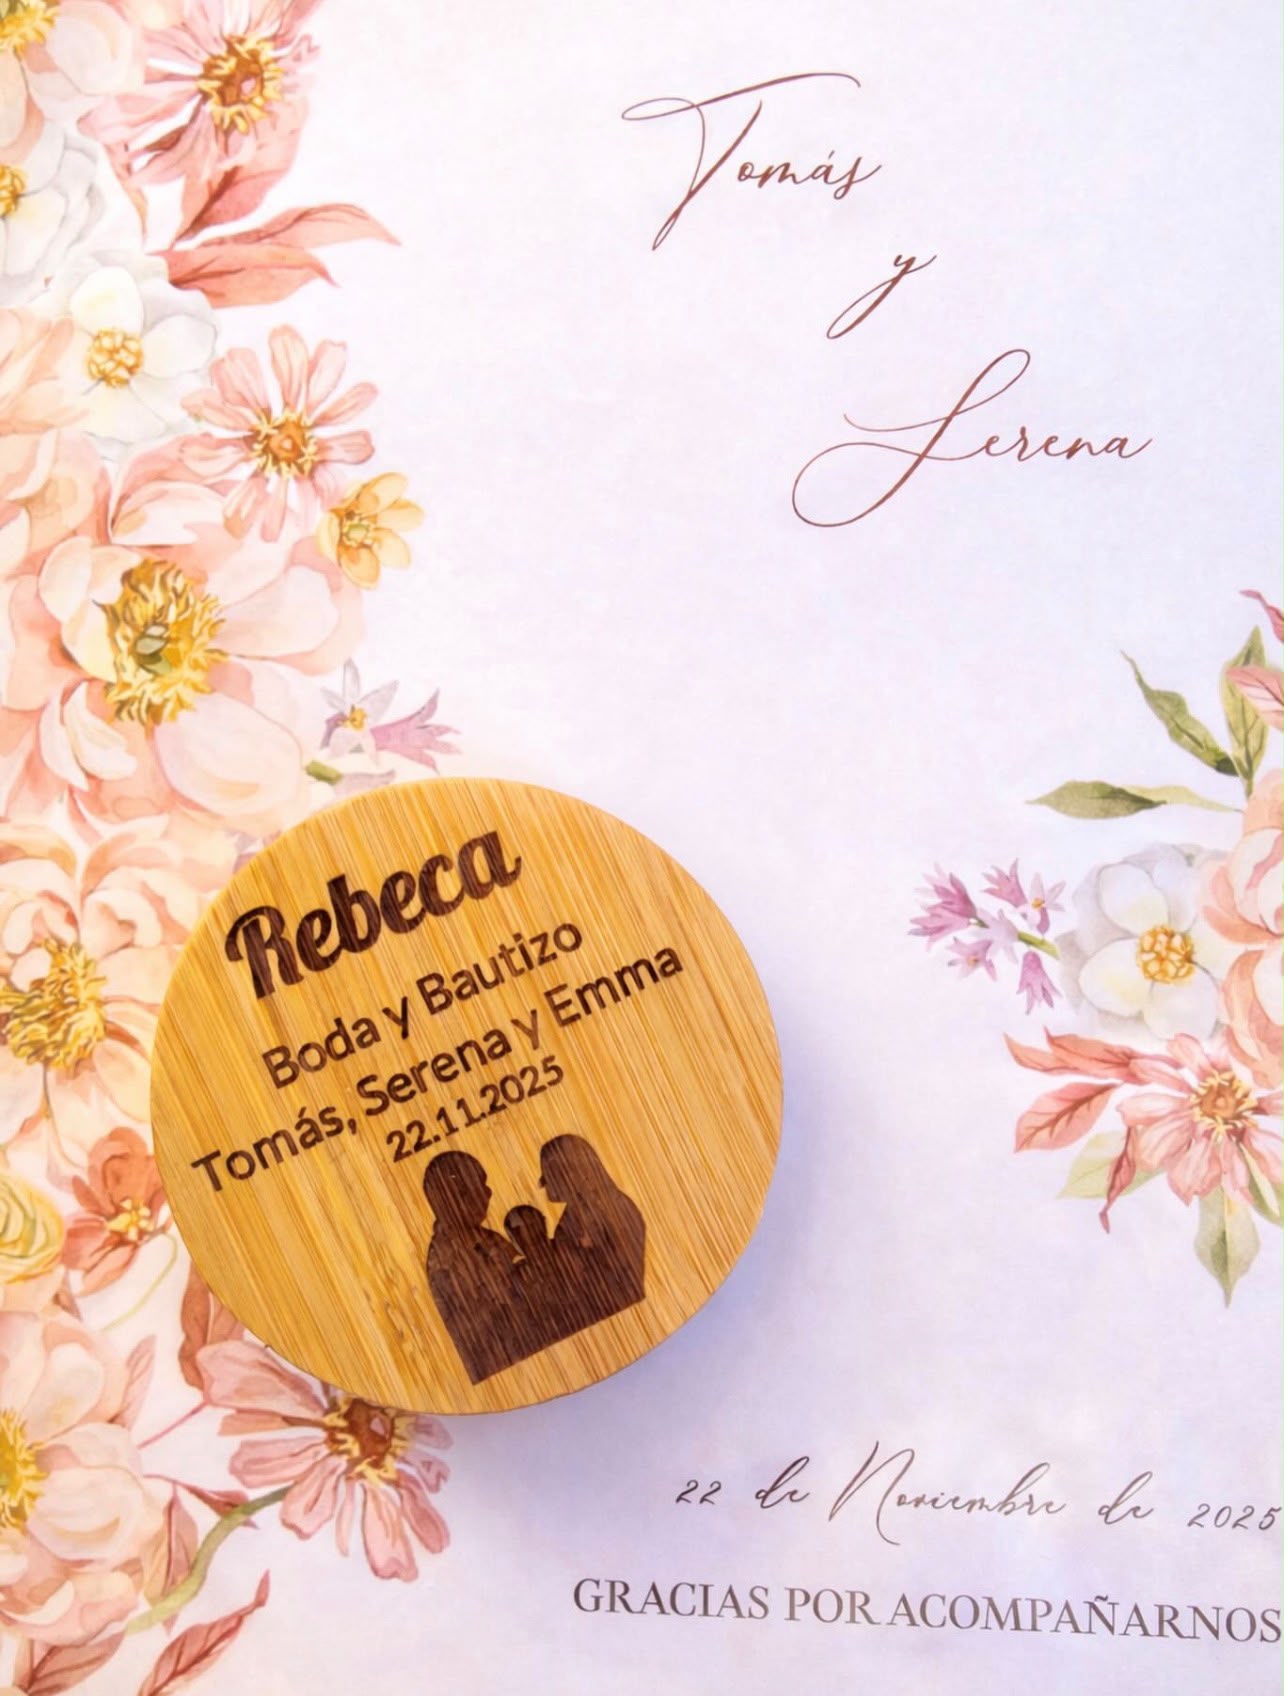 Tomás
y
Serena
Rebeca
Boda y Bautizo
Tomás, Serena y Emma
22.11.2025
22 de Noviembre de 2025
GRACIAS POR ACOMPAÑARNOS